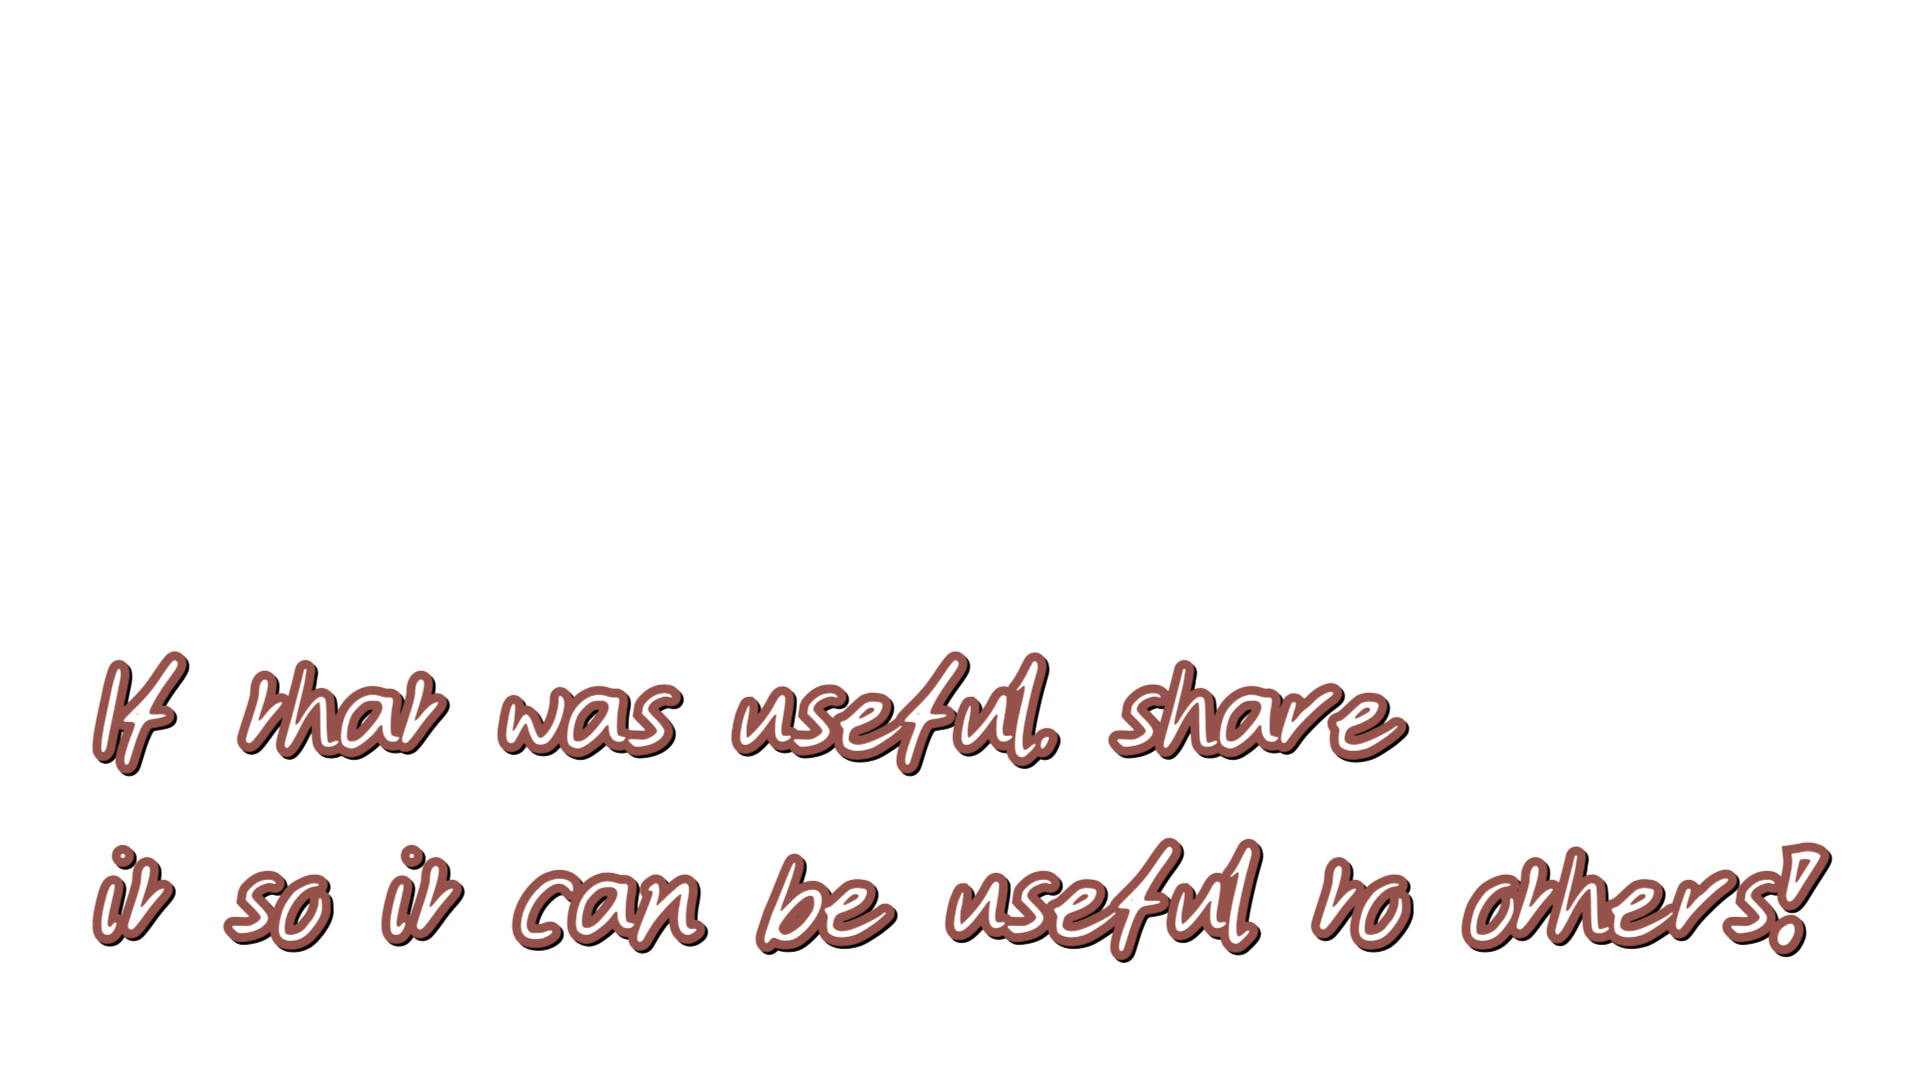 If that was useful. share
it so it can be useful to others!